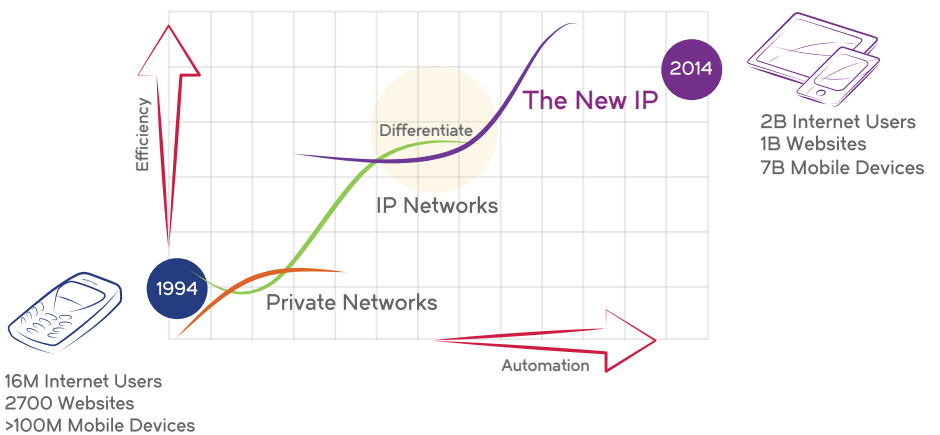 2014
Efficiency
Differentiate
The New IP
2B Internet Users
1B Websites
7B Mobile Devices
IP Networks
1994
Private Networks
Automation
16M Internet Users
2700 Websites
>100M Mobile Devices